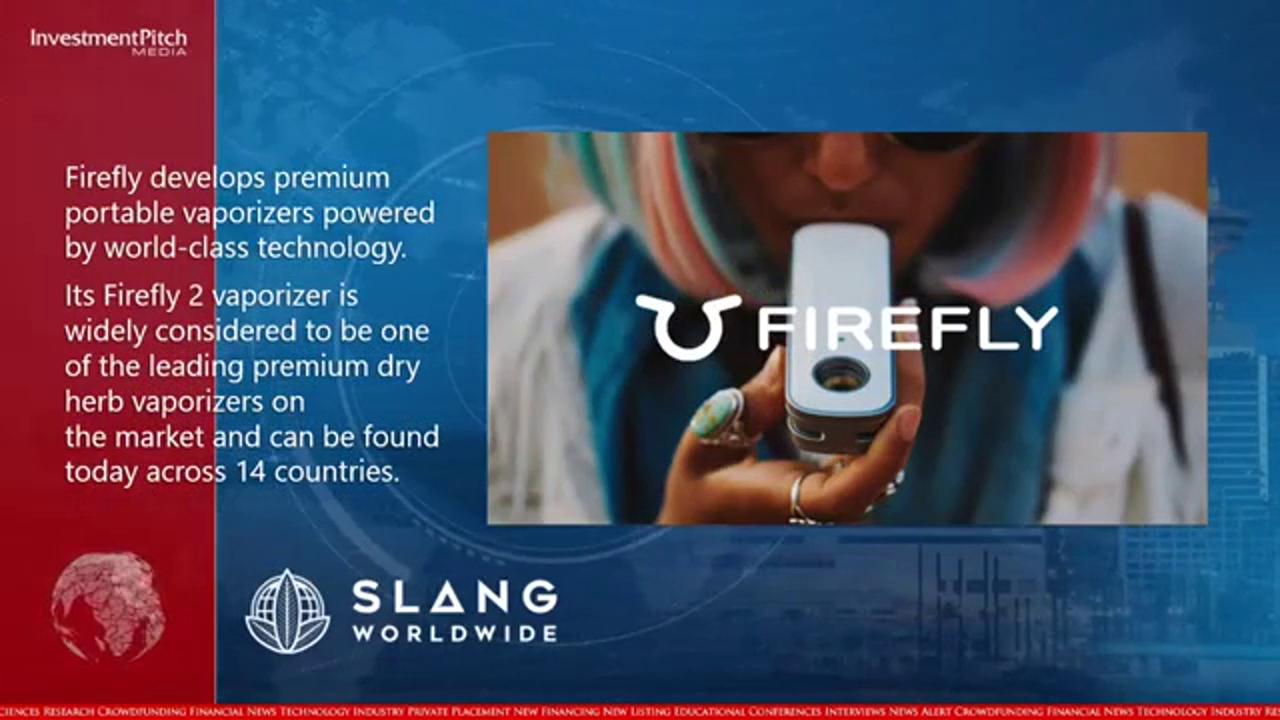 InvestmentPitch
MEDIA
Firefly develops premium
portable vaporizers powered
by world-class technology.
Its Firefly 2 vaporizer is
widely considered to be one
of the leading premium dry
herb vaporizers on
the market and can be found
today across 14 countries.
FIREFLY
SLANG
WORLDWIDE
CIENCES RESEARCH CROWDFUNDING FINANCIAL NEWS TECHNOLOGY INDUSTRY PRIVATE PLACEMENT NEW FINANCING NEW LISTING EDUCATIONAL CONFERENCES INTERVIEWS NEWS ALERT CROWDFUNDING FINANCIAL NEWS TECHNOLOGY INDUSTRY RE